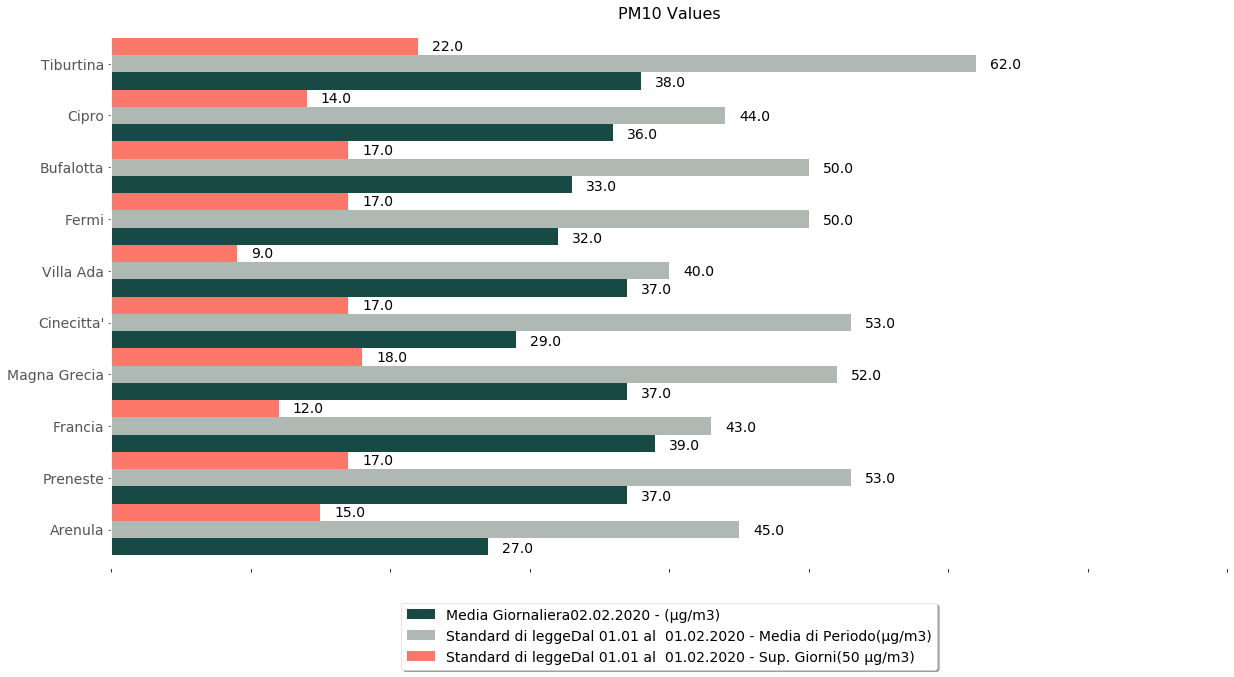 PM10 Values
22.0
Tiburtina
62.0
38.0
14.0
Cipro
44.0
36.0
17.0
Bufalotta
50.0
33.0
17.0
Fermi
50.0
32.0
9.0
Villa Ada
40.0
37.0
17.0
Cinecitta'
53.0
29.0
18.0
Magna Grecia
52.0
37.0
12.0
Francia
43.0
39.0
17.0
Preneste
53.0
37.0
15.0
Arenula
45.0
27.0
Media Giornaliera02.02.2020 - (µg/m3)
Standard di leggeDal 01.01 al  01.02.2020 - Media di Periodo(µg/m3)
Standard di leggeDal 01.01 al  01.02.2020 - Sup. Giorni(50 µg/m3)